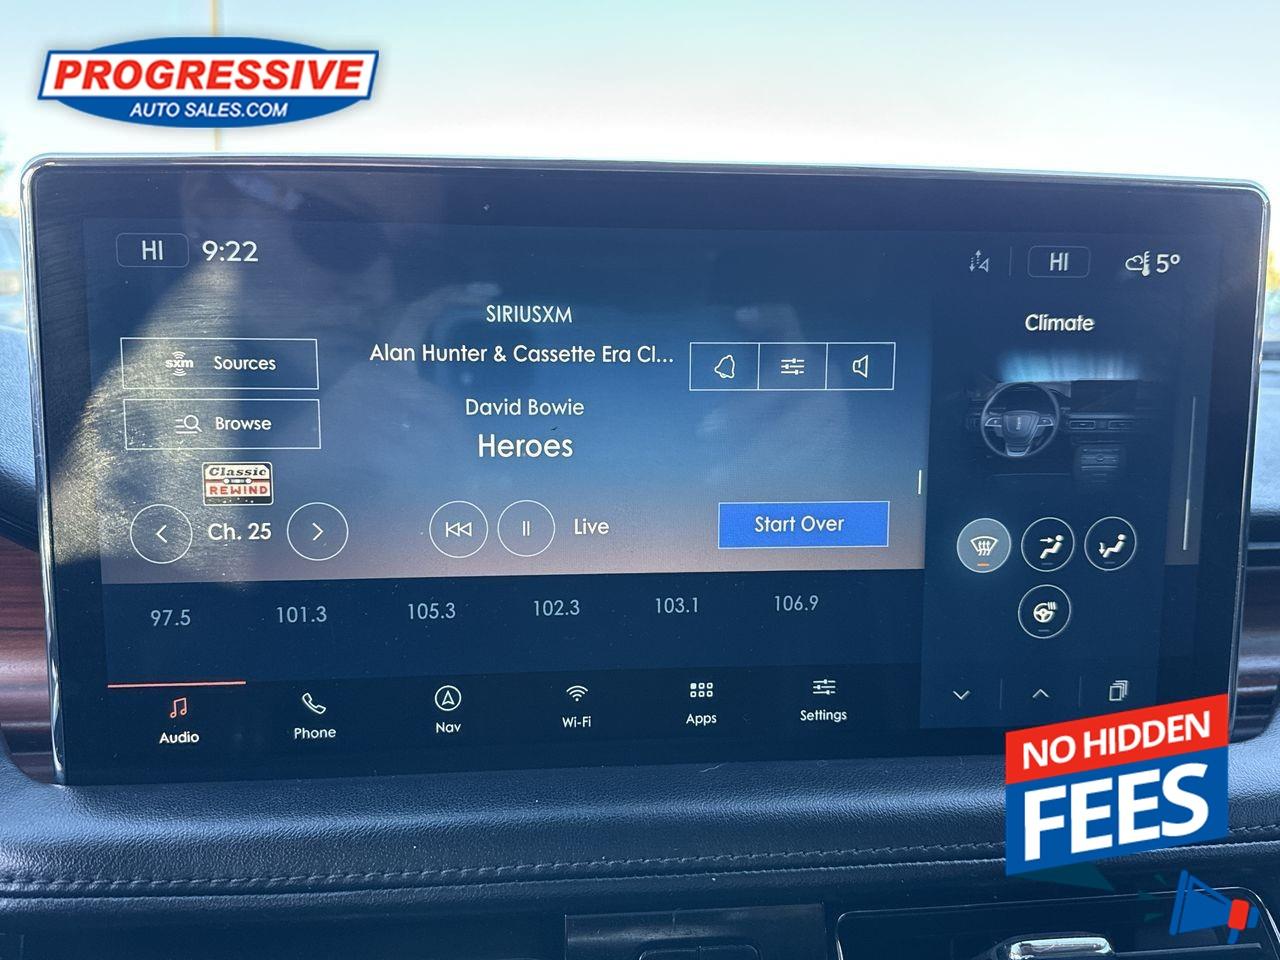 PROGRESSIVE
AUTO SALES.COM
HI 9:22
HI 5°
SIRIUSXM
Alan Hunter & Cassette Era Cl...
Climate
sxm Sources
Browse
David Bowie
Heroes
Classic
REWIND
Ch. 25
Live
Start Over
97.5 101.3 105.3 102.3 103.1 106.9
Audio Phone Nav Wi-Fi Apps Settings
NO HIDDEN
FEES